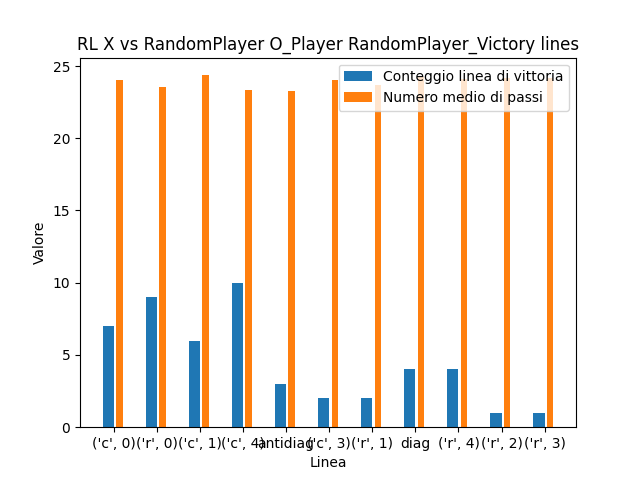 RL X vs RandomPlayer O_Player RandomPlayer_Victory lines
Conteggio linea di vittoria
Numero medio di passi
Valore
25
20
15
10
5
0
('c', 0) ('r', 0) ('c', 1) ('c', 4) antidiag ('c', 3) ('r', 1) diag ('r', 4) ('r', 2) ('r', 3)
Linea